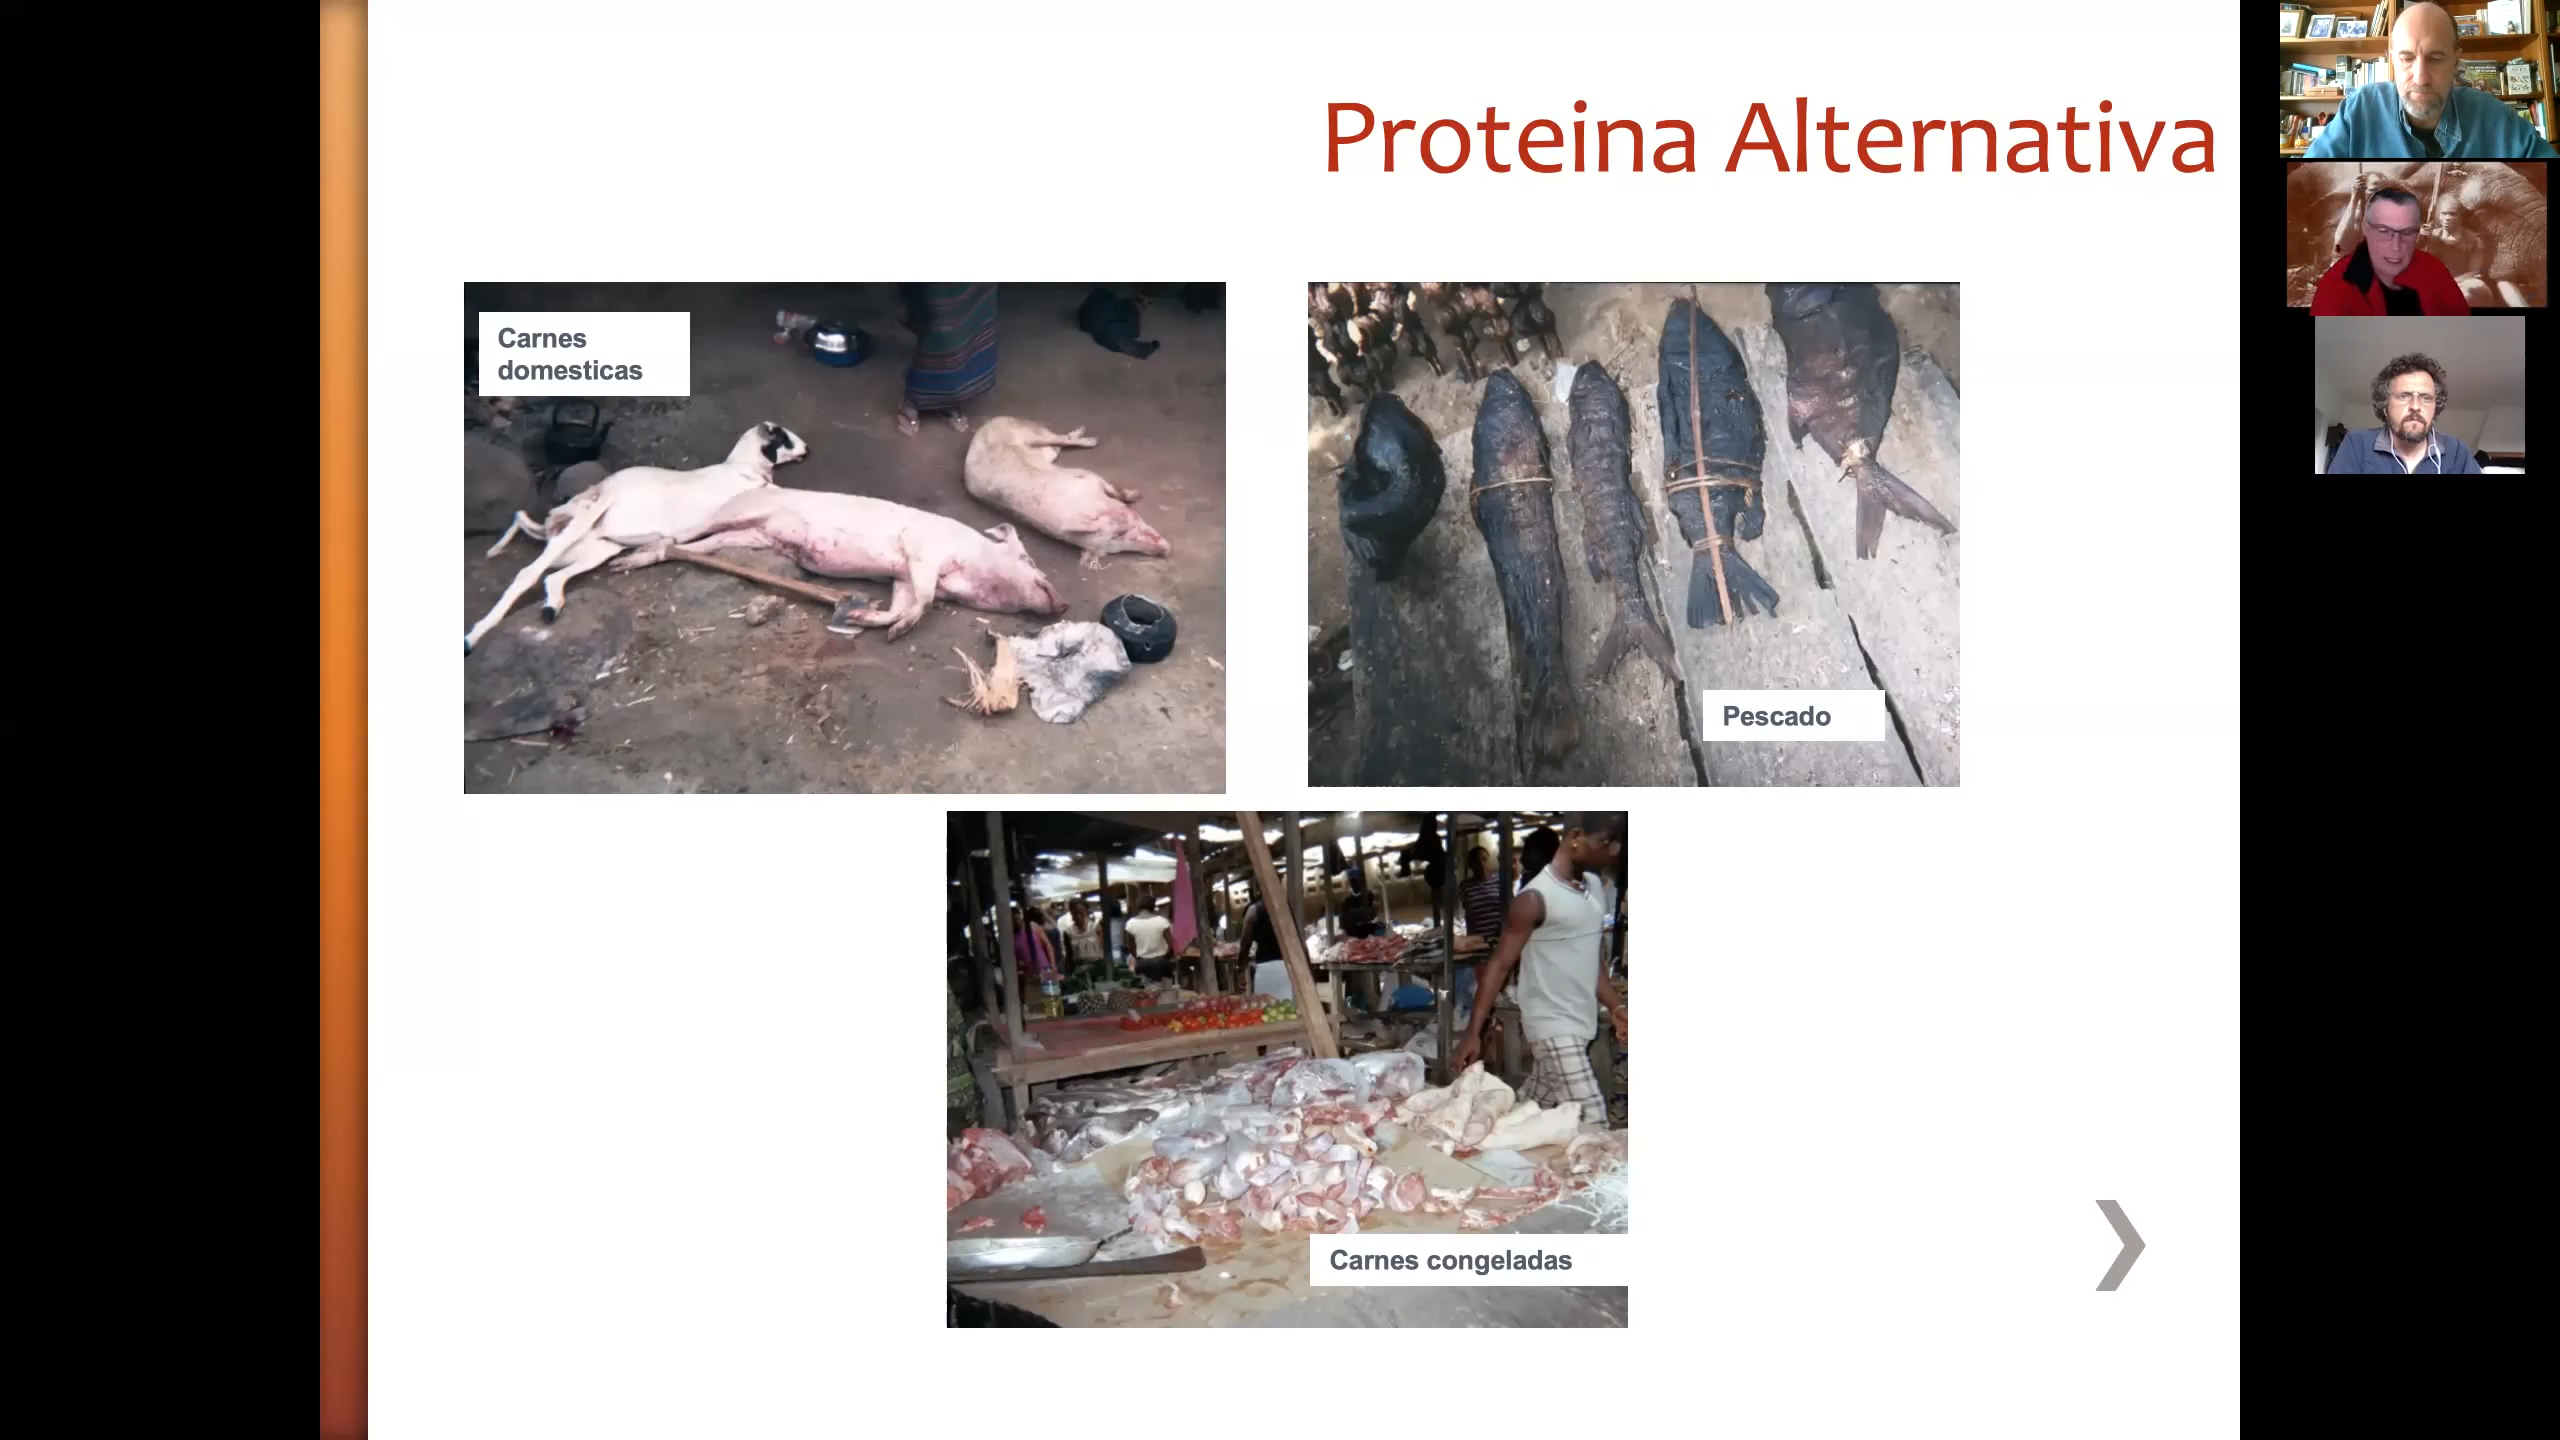 Proteina Alternativa
Carnes
domesticas
Pescado
Carnes congeladas